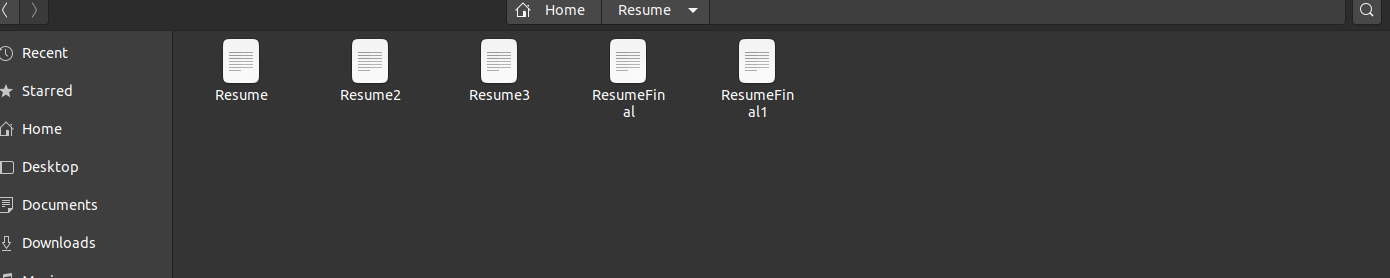 Home
Resume
Recent
Starred
Home
Desktop
Documents
Downloads
Resume
Resume2
Resume3
ResumeFin
al
ResumeFin
al1